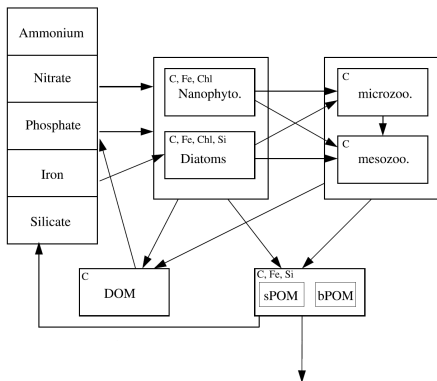 Ammonium
Nitrate
Phosphate
Iron
Silicate
C, Fe, Chl
Nanophyto.
C, Fe, Chl, Si
Diatoms
C
microzoo.
C
mesozoo.
C
DOM
C, Fe, Si
sPOM
bPOM